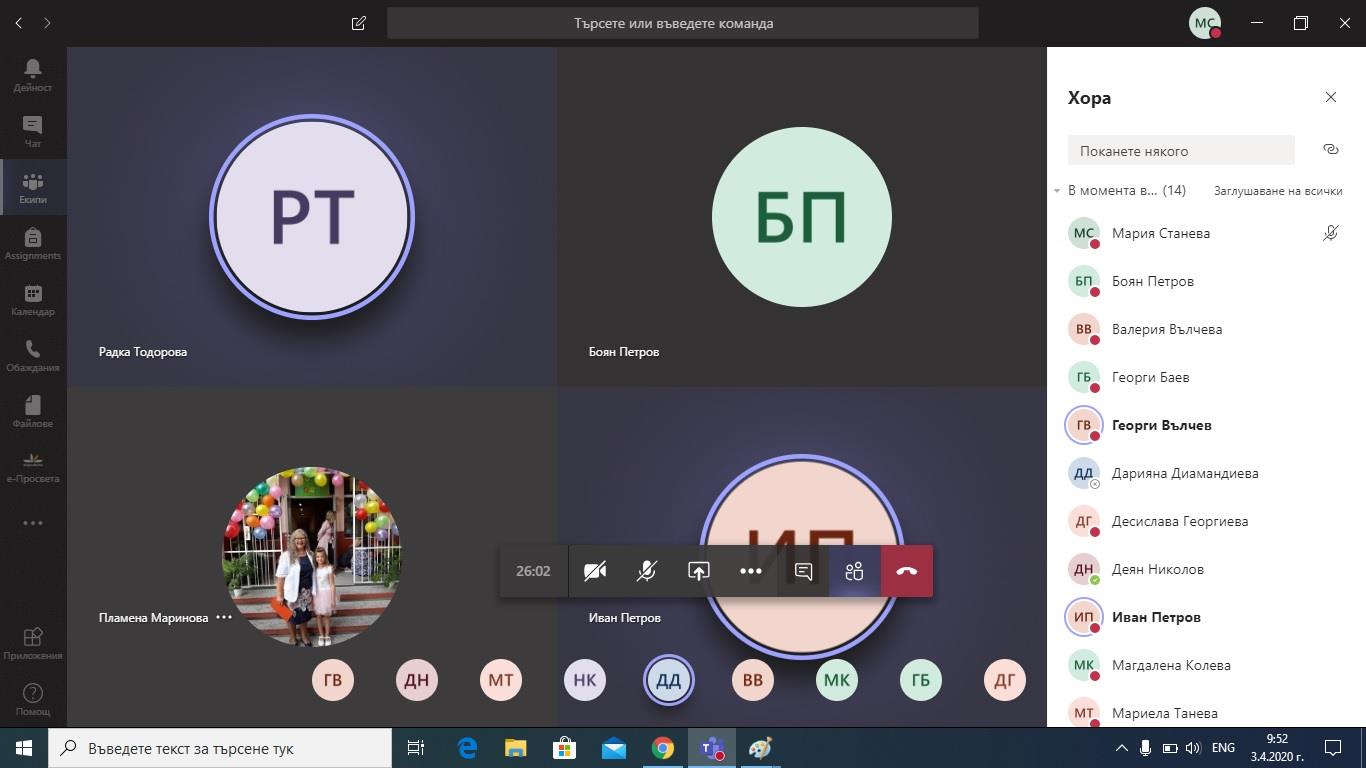 Търсете или въведете команда
МС
Дейност
Чат
Екипи
Assignments
Календар
Обаждания
Файлове
е-Просвета
Приложения
Помощ
РТ
Радка Тодорова
БП
Боян Петров
Пламена Маринова
ИП
Иван Петров
26:02
ГВ
ДН
МТ
НК
ДД
ВВ
МК
ГБ
ДГ
Хора
Поканете някого
В момента в... (14)
Заглушаване на всички
МС Мария Станева
БП Боян Петров
ВВ Валерия Вълчева
ГБ Георги Баев
ГВ Георги Вълчев
ДД Дарияна Диамандиева
ДГ Десислава Георгиева
ДН Деян Николов
ИП Иван Петров
МК Магдалена Колева
МТ Мариела Танева
Въведете текст за търсене тук
ENG
9:52
3.4.2020 г.